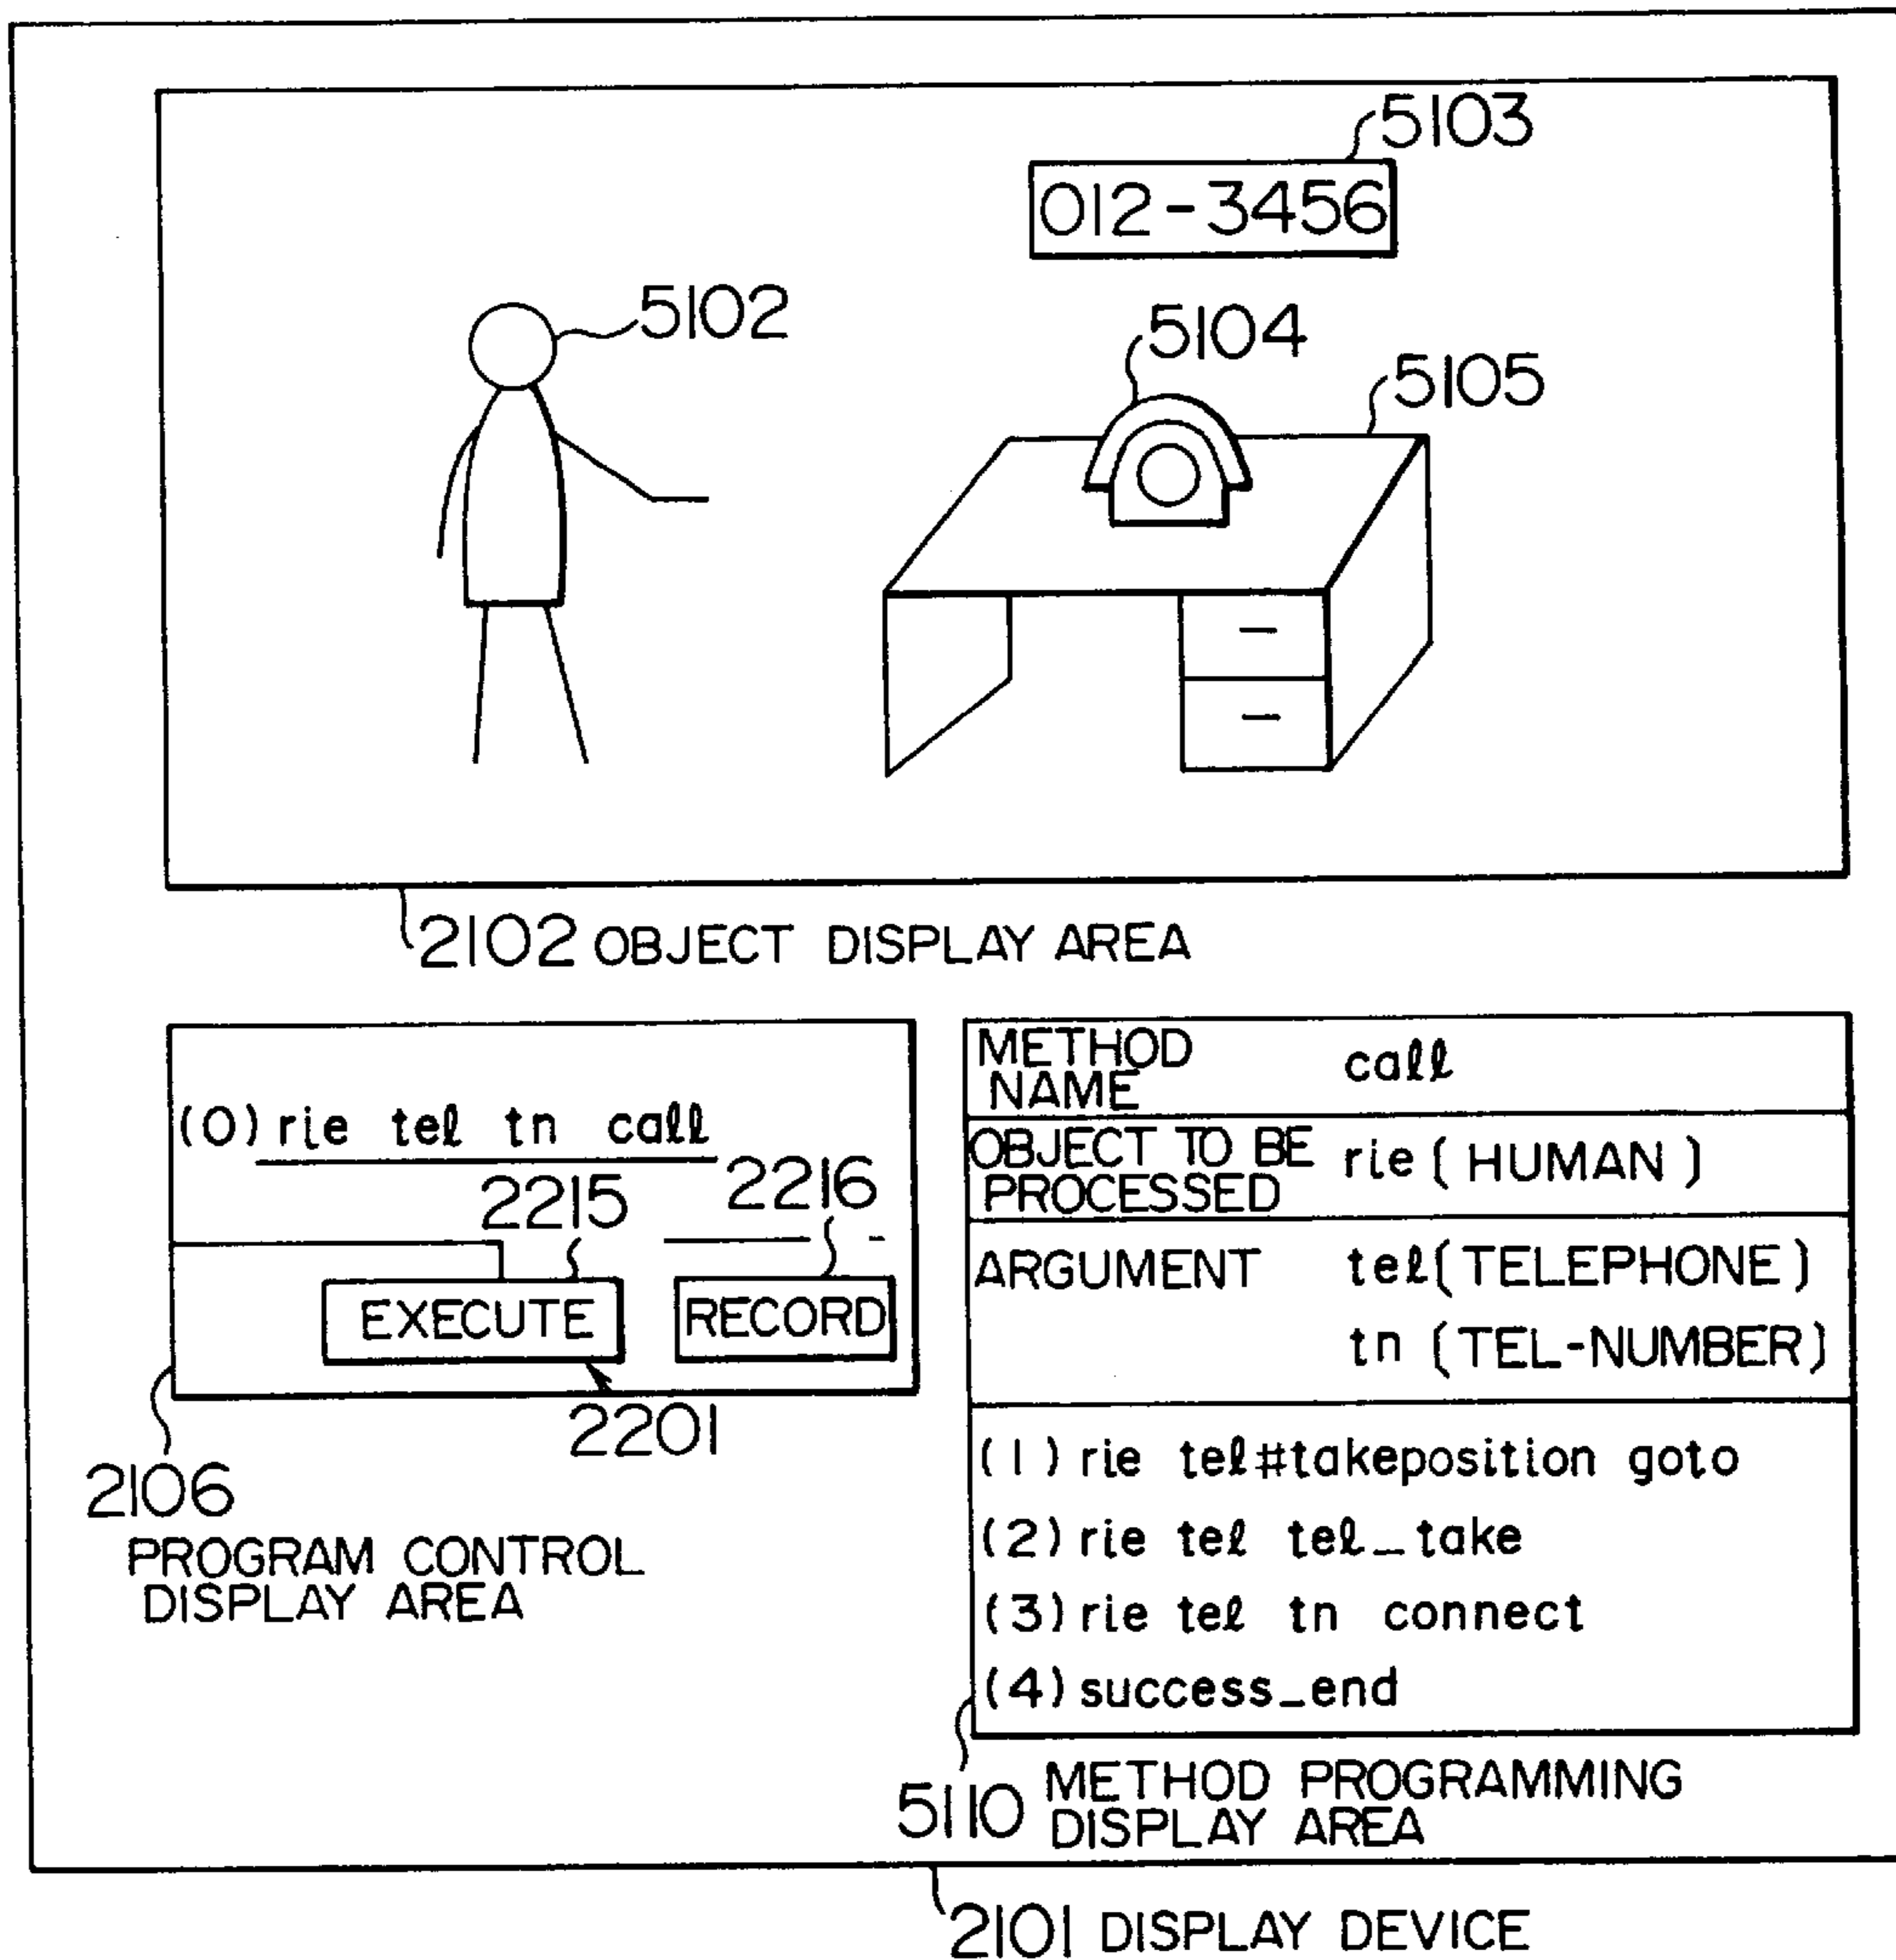 5103
012-3456
5102
5104
5105
2102 OBJECT DISPLAY AREA
(0) rie tel tn call
2215
2216
EXECUTE
RECORD
2201
2106
PROGRAM CONTROL
DISPLAY AREA
METHOD
NAME
call
OBJECT TO BE
PROCESSED
rie (HUMAN)
ARGUMENT tel(TELEPHONE)
tn (TEL-NUMBER)
(1) rie tel#takeposition goto
(2) rie tel tel_take
(3) rie tel tn connect
(4) success_end
5110 METHOD PROGRAMMING
DISPLAY AREA
2101 DISPLAY DEVICE